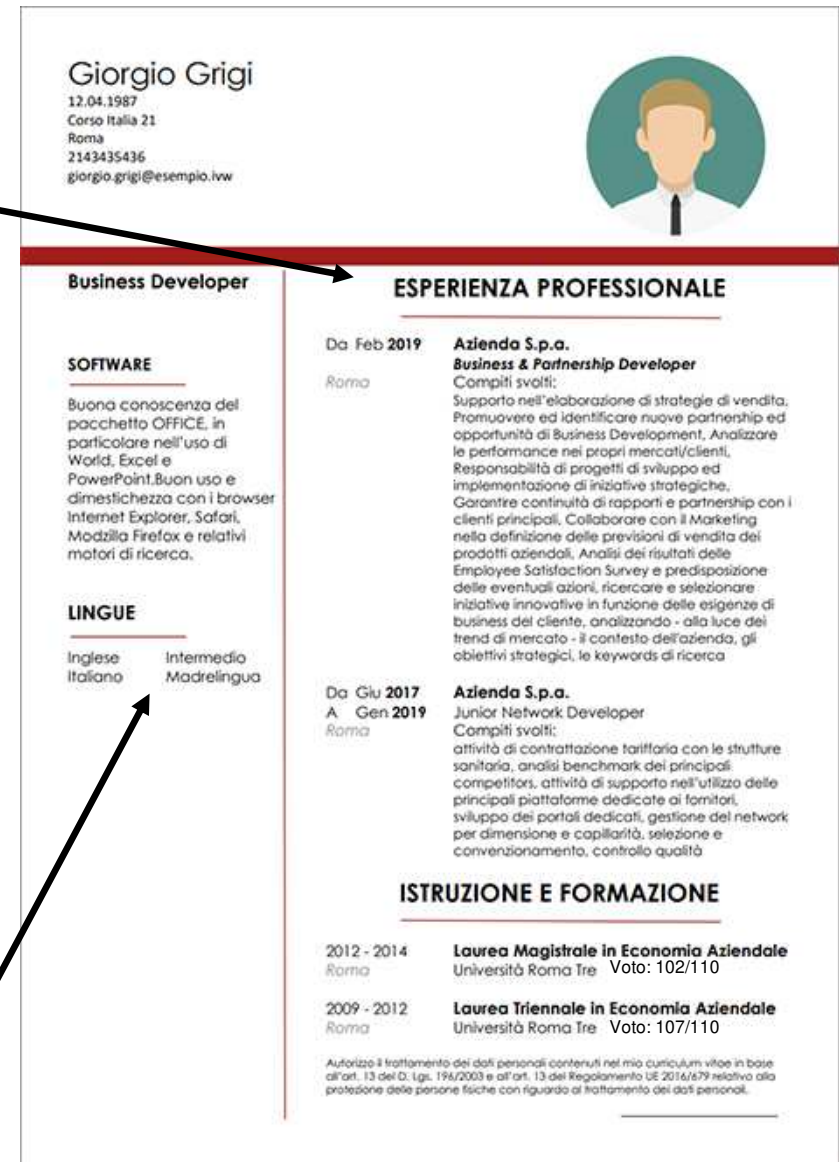 Giorgio Grigi
12.04.1987
Corso Italia 21
Roma
2143435436
giorgio.grigi@esempio.ivw
Business Developer
SOFTWARE
Buona conoscenza del
pacchetto OFFICE, in
particolare nell'uso di
World, Excel e
PowerPoint.Buon uso e
dimestichezza con i browser
Internet Explorer, Safari,
Modzilla Firefox e relativi
motori di ricerca.
LINGUE
Inglese Intermedio
Italiano Madrelingua
ESPERIENZA PROFESSIONALE
Da Feb 2019 Azienda S.p.a.
Business & Partnership Developer
Roma Compiti svolti:
Supporto nell'elaborazione di strategie di vendita,
Promuovere ed identificare nuove partnership ed
opportunità di Business Development, Analizzare
le performance nei propri mercati/clienti,
Responsabilità di progetti di sviluppo ed
implementazione di iniziative strategiche,
Garantire continuità di rapporti e partnership con i
clienti principali, Collaborare con il Marketing
nella definizione delle previsioni di vendita dei
prodotti aziendali, Analisi dei risultati delle
Employee Satisfaction Survey e predisposizione
delle eventuali azioni, ricercare e selezionare
iniziative innovative in funzione delle esigenze di
business del cliente, analizzando - alla luce dei
trend di mercato - il contesto dell'azienda, gli
obiettivi strategici, le keywords di ricerca
Da Giu 2017 Azienda S.p.a.
A Gen 2019 Junior Network Developer
Roma Compiti svolti:
attività di contrattazione tariffaria con le strutture
sanitaria, analisi benchmark dei principali
competitors, attività di supporto nell'utilizzo delle
principali piattaforme dedicate ai fornitori,
sviluppo dei portali dedicati, gestione del network
per dimensione e capillarità, selezione e
convenzionamento, controllo qualità
ISTRUZIONE E FORMAZIONE
2012 - 2014 Laurea Magistrale in Economia Aziendale
Roma Università Roma Tre Voto: 102/110
2009 - 2012 Laurea Triennale in Economia Aziendale
Roma Università Roma Tre Voto: 107/110
Autorizzo il trattamento dei dati personali contenuti nel mio curriculum vitae in base
all'art. 13 del D. Lgs. 196/2003 e all'art. 13 del Regolamento UE 2016/679 relativo alla
protezione delle persone fisiche con riguardo al trattamento dei dati personali.